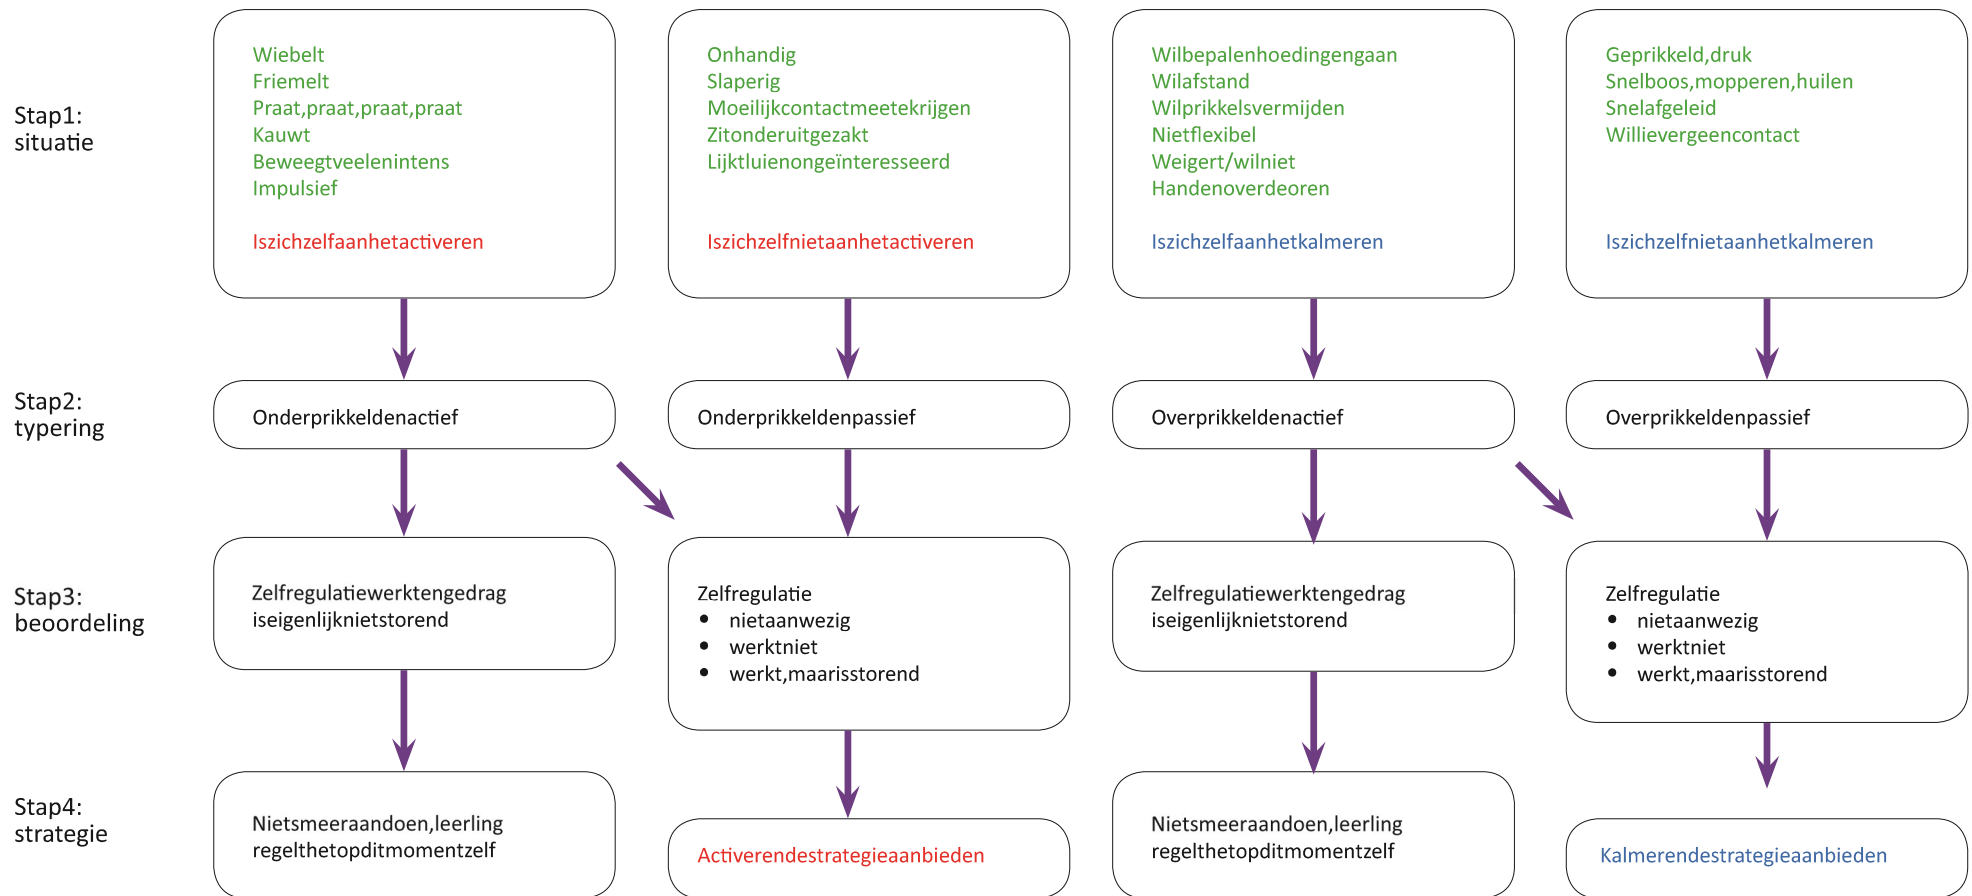 Stap1:
situatie
Wiebelt
Friemelt
Praat,praat,praat,praat
Kauwt
Beweegtveelenintens
Impulsief
Iszichzelfaanhetactiveren
Onhandig
Slaperig
Moeilijkcontactmeetekrijgen
Zitonderuitgezakt
Lijktluienongeïnteresseerd
Iszichzelfnietaanhetactiveren
Wilbepalenhoedingengaan
Wilafstand
Wilprikkelsvermijden
Nietflexibel
Weigert/wilniet
Handenoverdeoren
Iszichzelfaanhetkalmeren
Geprikkeld,druk
Snelboos,mopperen,huilen
Snelafgeleid
Willievergeencontact
Iszichzelfnietaanhetkalmeren
Stap2:
typering
Onderprikkeldenactief
Onderprikkeldenpassief
Overprikkeldenactief
Overprikkeldenpassief
Stap3:
beoordeling
Zelfregulatiewerktengedrag
iseigenlijknietstorend
Zelfregulatie
• nietaanwezig
• werktniet
• werkt,maarisstorend
Zelfregulatiewerktengedrag
iseigenlijknietstorend
Zelfregulatie
• nietaanwezig
• werktniet
• werkt,maarisstorend
Stap4:
strategie
Nietsmeeraandoen,leerling
regelthetopditmomentzelf
Activerendestrategieaanbieden
Nietsmeeraandoen,leerling
regelthetopditmomentzelf
Kalmerendestrategieaanbieden